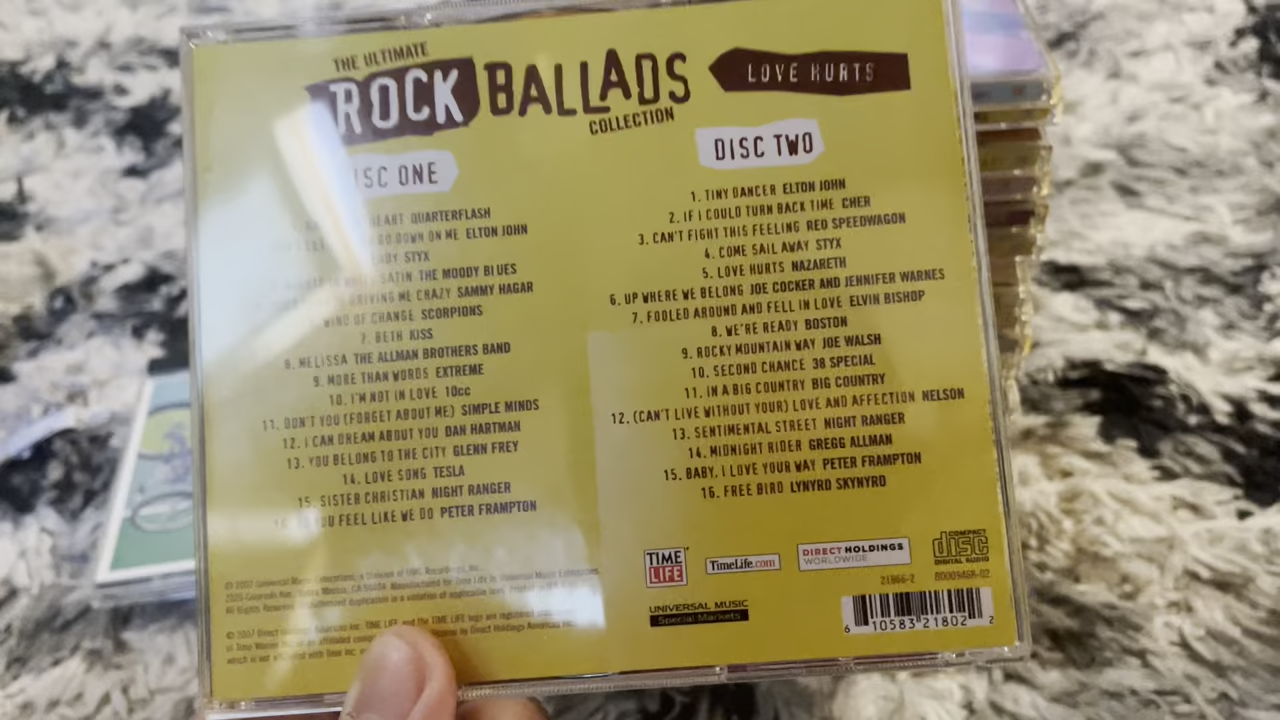 THE ULTIMATE
ROCK BALLADS
COLLECTION
LOVE HURTS
DISC ONE
HEART QUARTERFLASH
GO DOWN ON ME ELTON JOHN
STYX
SATIN THE MOODY BLUES
DRIVING ME CRAZY SAMMY HAGAR
WIND OF CHANGE SCORPIONS
7. BETH KISS
8. MELISSA THE ALLMAN BROTHERS BAND
9. MORE THAN WORDS EXTREME
10. I'M NOT IN LOVE 10cc
11. DON'T YOU (FORGET ABOUT ME) SIMPLE MINDS
12. I CAN DREAM ABOUT YOU DAN HARTMAN
13. YOU BELONG TO THE CITY GLENN FREY
14. LOVE SONG TESLA
15. SISTER CHRISTIAN NIGHT RANGER
YOU FEEL LIKE WE DO PETER FRAMPTON
DISC TWO
1. TINY DANCER ELTON JOHN
2. IF I COULD TURN BACK TIME CHER
3. CAN'T FIGHT THIS FEELING REO SPEEDWAGON
4. COME SAIL AWAY STYX
5. LOVE HURTS NAZARETH
6. UP WHERE WE BELONG JOE COCKER AND JENNIFER WARNES
7. FOOLED AROUND AND FELL IN LOVE ELVIN BISHOP
8. WE'RE READY BOSTON
9. ROCKY MOUNTAIN WAY JOE WALSH
10. SECOND CHANCE 38 SPECIAL
11. IN A BIG COUNTRY BIG COUNTRY
12. (CAN'T LIVE WITHOUT YOUR) LOVE AND AFFECTION NELSON
13. SENTIMENTAL STREET NIGHT RANGER
14. MIDNIGHT RIDER GREGG ALLMAN
15. BABY, I LOVE YOUR WAY PETER FRAMPTON
16. FREE BIRD LYNYRD SKYNYRD
TIME LIFE
TimeLife.com
DIRECT HOLDINGS
WORLDWIDE
COMPACT
disc
DIGITAL AUDIO
UNIVERSAL MUSIC
Special Markets
21866-2
6 10583 21802 2